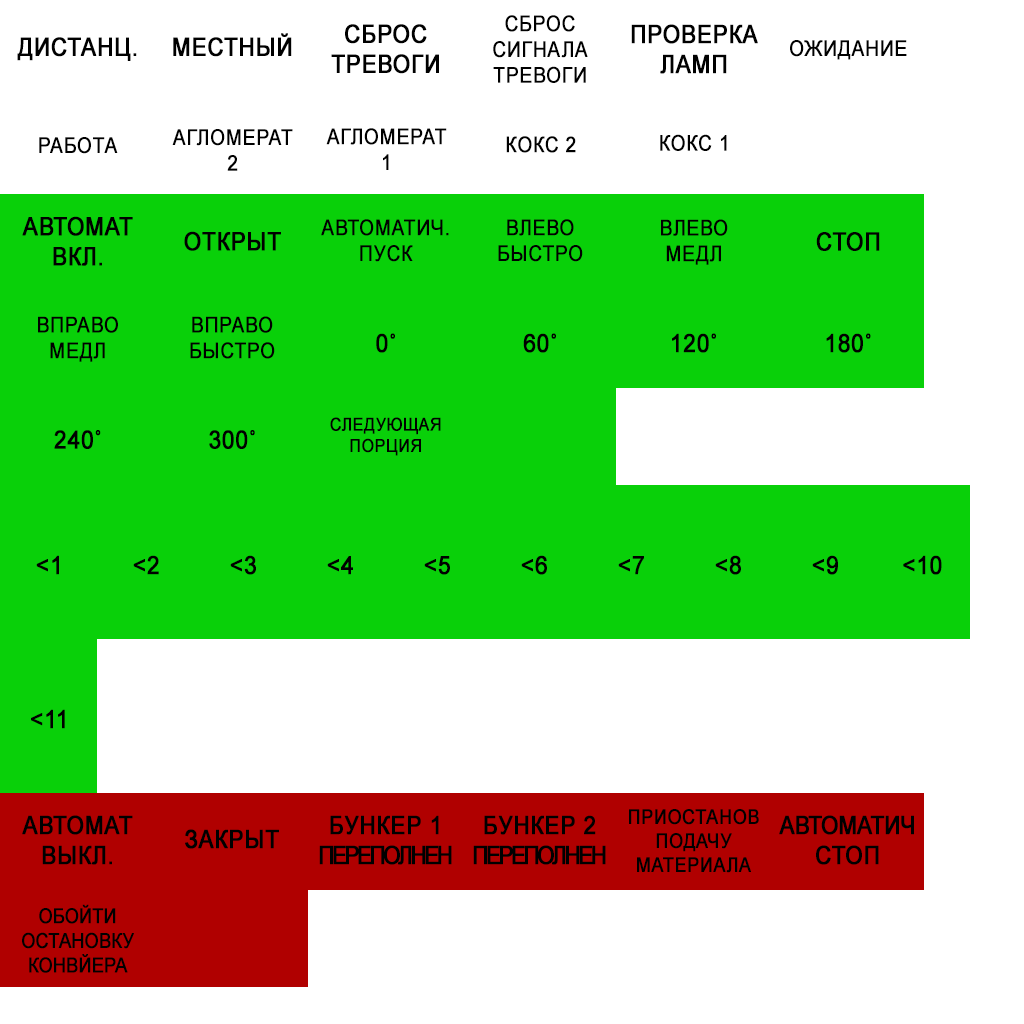 ДИСТАНЦ.
МЕСТНЫЙ
СБРОС
ТРЕВОГИ
СБРОС
СИГНАЛА
ТРЕВОГИ
ПРОВЕРКА
ЛАМП
ОЖИДАНИЕ
РАБОТА
АГЛОМЕРАТ
2
АГЛОМЕРАТ
1
КОКС 2
КОКС 1
АВТОМАТ
ВКЛ.
ОТКРЫТ
АВТОМАТИЧ.
ПУСК
ВЛЕВО
БЫСТРО
ВЛЕВО
МЕДЛ
СТОП
ВПРАВО
МЕДЛ
ВПРАВО
БЫСТРО
0°
60°
120°
180°
240°
300°
СЛЕДУЮЩАЯ
ПОРЦИЯ
<1
<2
<3
<4
<5
<6
<7
<8
<9
<10
<11
АВТОМАТ
ВЫКЛ.
ЗАКРЫТ
БУНКЕР 1
ПЕРЕПОЛНЕН
БУНКЕР 2
ПЕРЕПОЛНЕН
ПРИОСТАНОВ
ПОДАЧУ
МАТЕРИАЛА
АВТОМАТИЧ
СТОП
ОБОЙТИ
ОСТАНОВКУ
КОНВЙЕРА